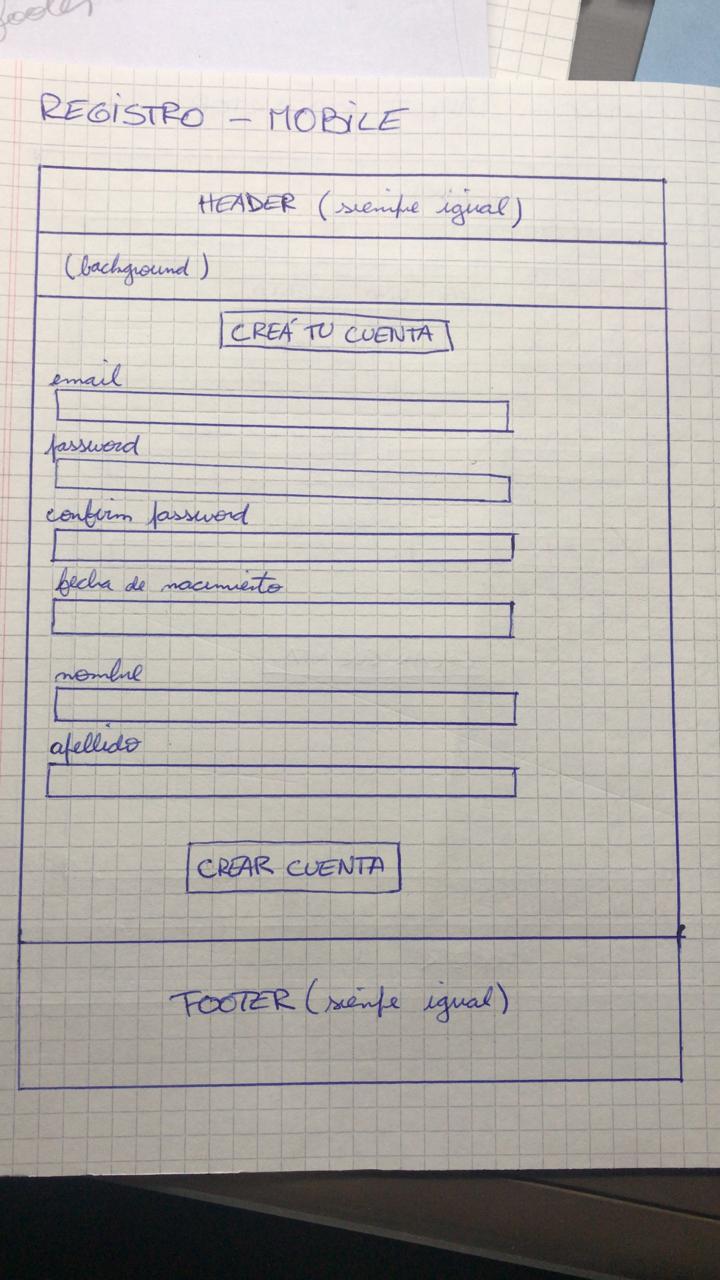 footer
REGISTRO - MOBILE
HEADER (siempre igual)
(background)
CREÁ TU CUENTA
email
password
confirm password
fecha de nacimiento
nombre
apellido
CREAR CUENTA
FOOTER (siempre igual)